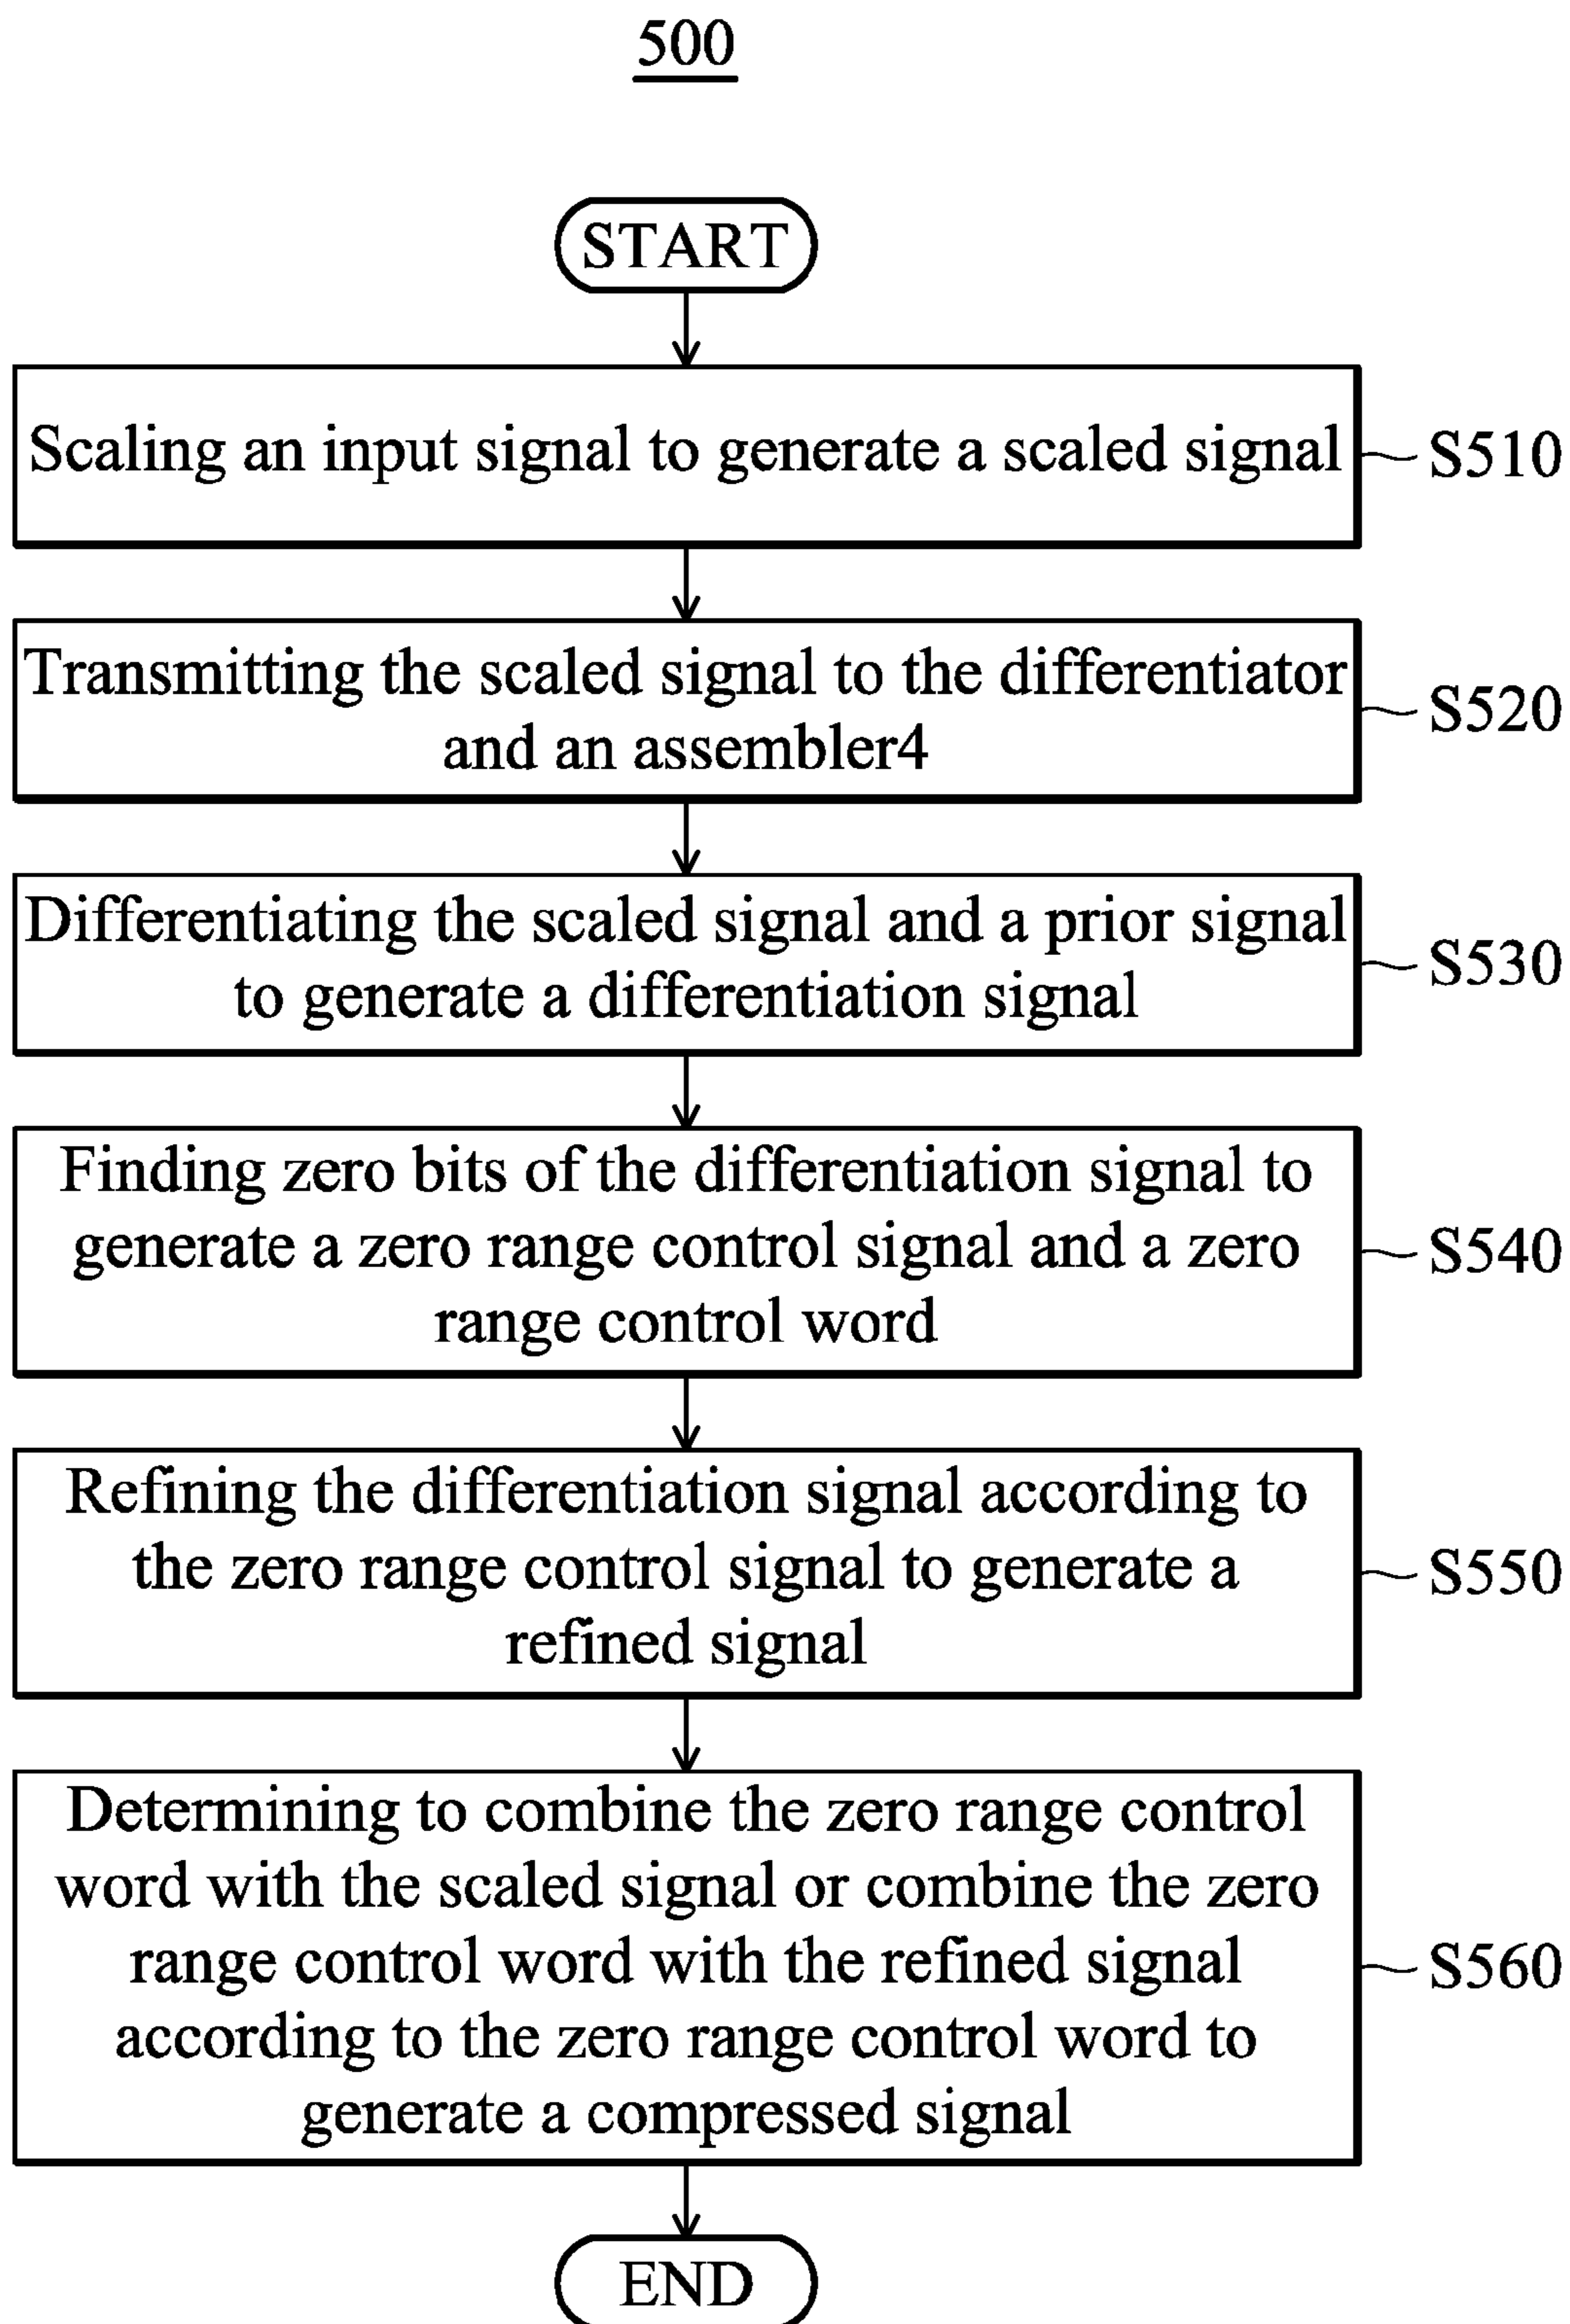 500
START
Scaling an input signal to generate a scaled signal
S510
Transmitting the scaled signal to the differentiator
and an assembler4
S520
Differentiating the scaled signal and a prior signal
to generate a differentiation signal
S530
Finding zero bits of the differentiation signal to
generate a zero range control signal and a zero
range control word
S540
Refining the differentiation signal according to
the zero range control signal to generate a
refined signal
S550
Determining to combine the zero range control
word with the scaled signal or combine the zero
range control word with the refined signal
according to the zero range control word to
generate a compressed signal
S560
END